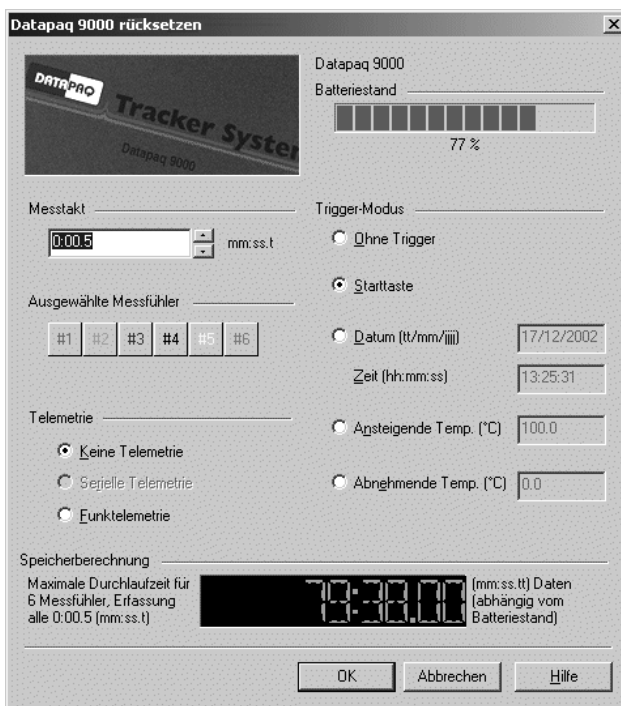 Datapaq 9000 rücksetzen
DATAPAQ
Tracker System
Datapaq 9000
Datapaq 9000
Batteriestand
77 %
Messtakt
0:00.5
mm:ss.t
Ausgewählte Messfühler
#1 #2 #3 #4 #5 #6
Telemetrie
Keine Telemetrie
Serielle Telemetrie
Funktelemetrie
Trigger-Modus
Ohne Trigger
Starttaste
Datum (tt/mm/jjjj) 17/12/2002
Zeit (hh:mm:ss) 13:25:31
Ansteigende Temp. (°C) 100.0
Abnehmende Temp. (°C) 0.0
Speicherberechnung
Maximale Durchlaufzeit für
6 Messfühler, Erfassung
alle 0:00.5 (mm:ss.t)
79:38.00
(mm:ss.tt) Daten
(abhängig vom
Batteriestand)
OK
Abbrechen
Hilfe